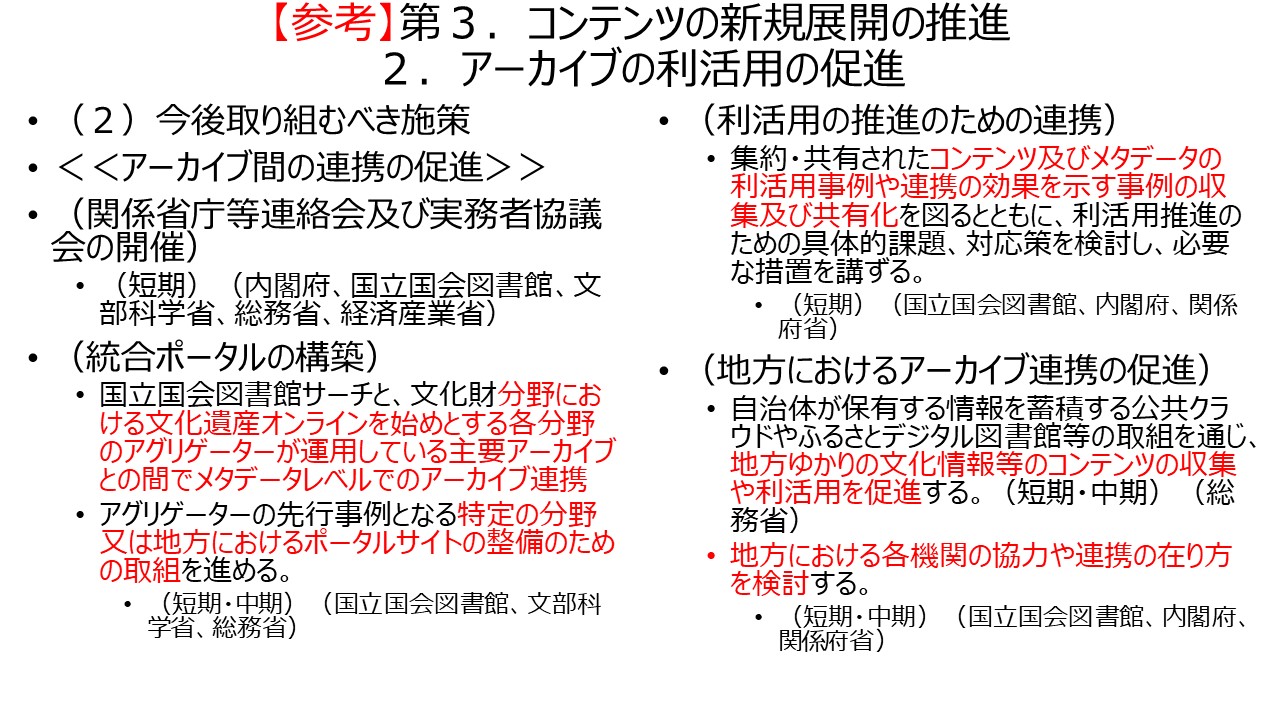 【参考】第３．コンテンツの新規展開の推進
２．アーカイブの利活用の促進
• （２）今後取り組むべき施策
• ＜＜アーカイブ間の連携の促進＞＞
• （関係省庁等連絡会及び実務者協議
会の開催）
• （短期）（内閣府、国立国会図書館、文
部科学省、総務省、経済産業省）
• （統合ポータルの構築）
• 国立国会図書館サーチと、文化財分野にお
ける文化遺産オンラインを始めとする各分野
のアグリゲーターが運用している主要アーカイブ
との間でメタデータレベルでのアーカイブ連携
• アグリゲーターの先行事例となる特定の分野
又は地方におけるポータルサイトの整備のため
の取組を進める。
• （短期・中期）（国立国会図書館、文部科
学省、総務省）
• （利活用の推進のための連携）
• 集約・共有されたコンテンツ及びメタデータの
利活用事例や連携の効果を示す事例の収
集及び共有化を図るとともに、利活用推進の
ための具体的課題、対応策を検討し、必要
な措置を講ずる。
• （短期）（国立国会図書館、内閣府、関係
府省）
• （地方におけるアーカイブ連携の促進）
• 自治体が保有する情報を蓄積する公共クラ
ウドやふるさとデジタル図書館等の取組を通じ、
地方ゆかりの文化情報等のコンテンツの収集
や利活用を促進する。（短期・中期）（総
務省）
• 地方における各機関の協力や連携の在り方
を検討する。
• （短期・中期）（国立国会図書館、内閣府、
関係府省）